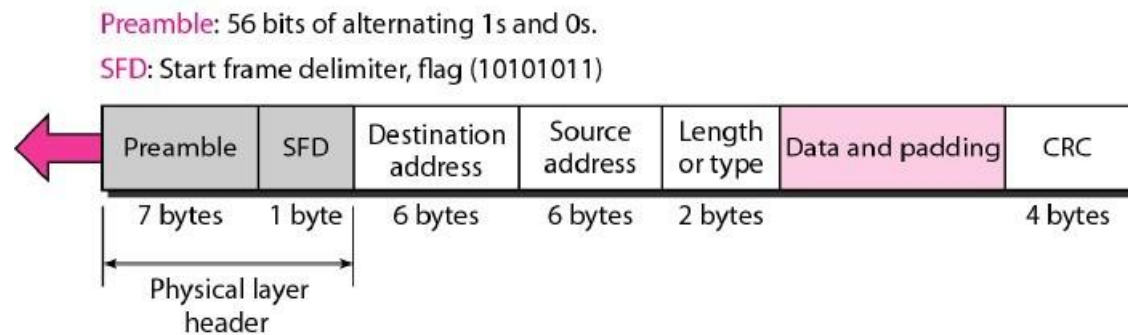 Preamble: 56 bits of alternating 1s and 0s.
SFD: Start frame delimiter, flag (10101011)
Preamble
SFD
Destination
address
Source
address
Length
or type
Data and padding
CRC
7 bytes
1 byte
6 bytes
6 bytes
2 bytes
4 bytes
Physical layer
header